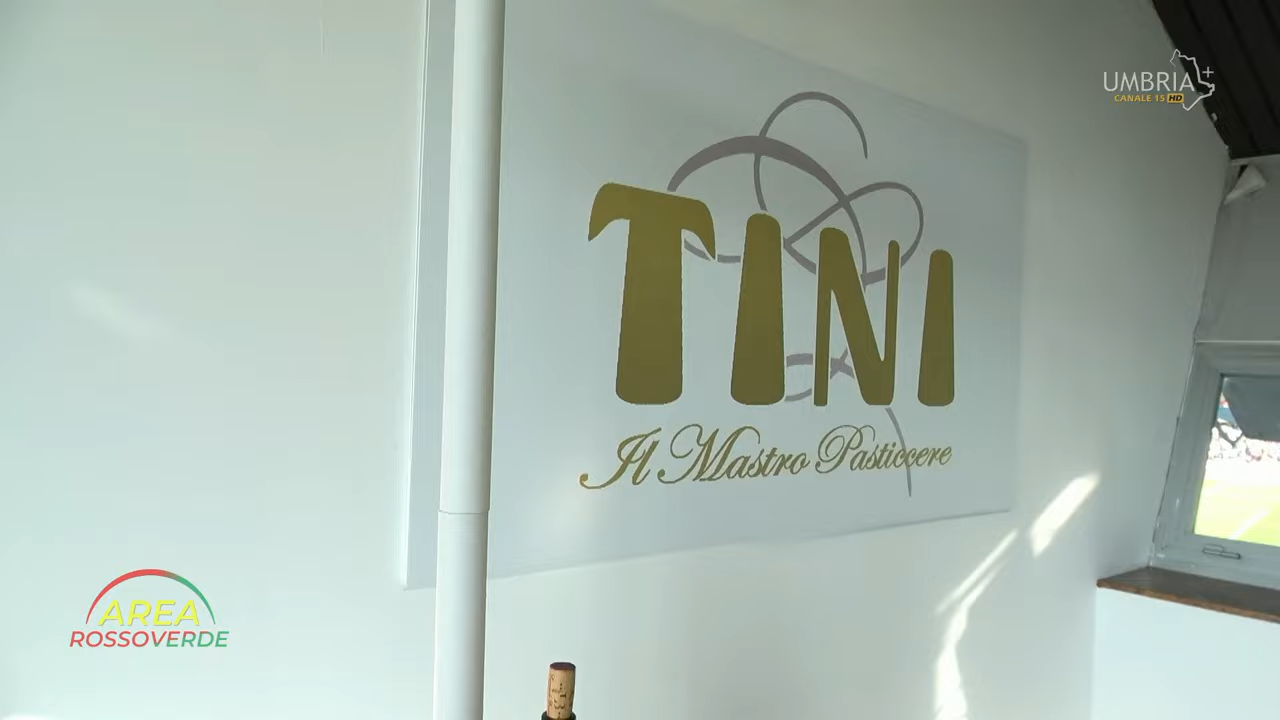 UMBRIA+
CANALE 15 HD
TINI
Il Mastro Pasticcere
AREA
ROSSOVERDE